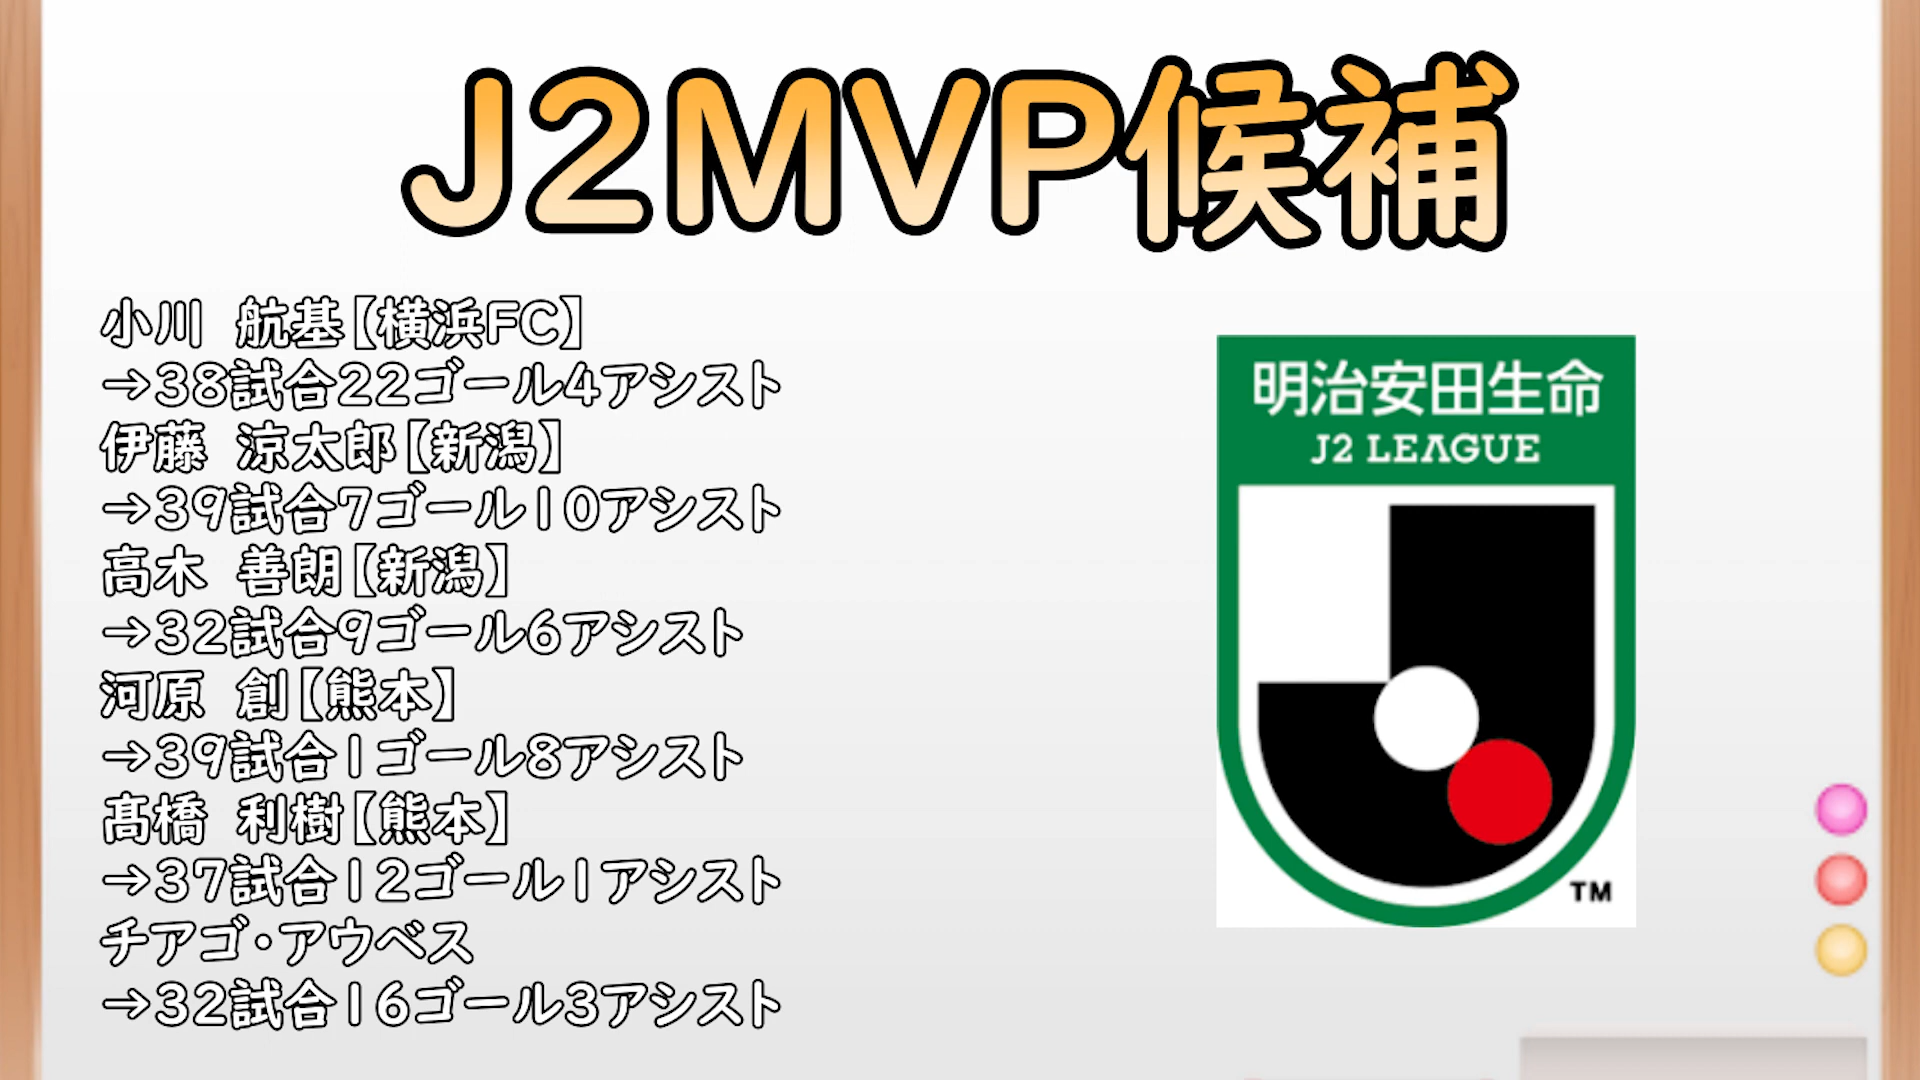 J2MVP候補
小川 航基【横浜FC】
→38試合22ゴール4アシスト
伊藤 涼太郎【新潟】
→39試合7ゴール10アシスト
高木 善朗【新潟】
→32試合9ゴール6アシスト
河原 創【熊本】
→39試合1ゴール8アシスト
髙橋 利樹【熊本】
→37試合12ゴール1アシスト
チアゴ・アウベス
→32試合16ゴール3アシスト
明治安田生命
J2 LEAGUE
TM